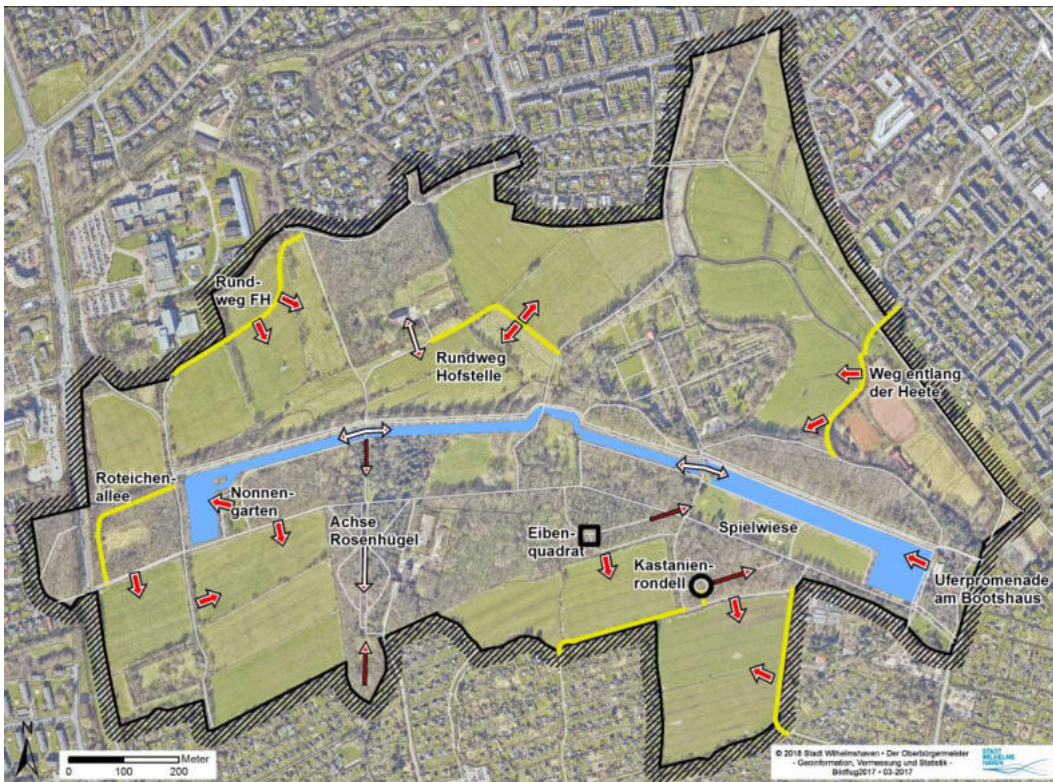 Rund-
weg FH
Rundweg
Hofstelle
Weg entlang
der Heete
Roteichen-
allee
Nonnen-
garten
Achse
Rosenhügel
Eiben-
quadrat
Spielwiese
Kastanien-
rondell
Uferpromenade
am Bootshaus
N
Meter
0 100 200
© 2018 Stadt Wilhelmshaven • Der Oberbürgermeister
- Geoinformation, Vermessung und Statistik -
Bildflug2017 • 03-2017
STADT
WILHELMS
HAVEN